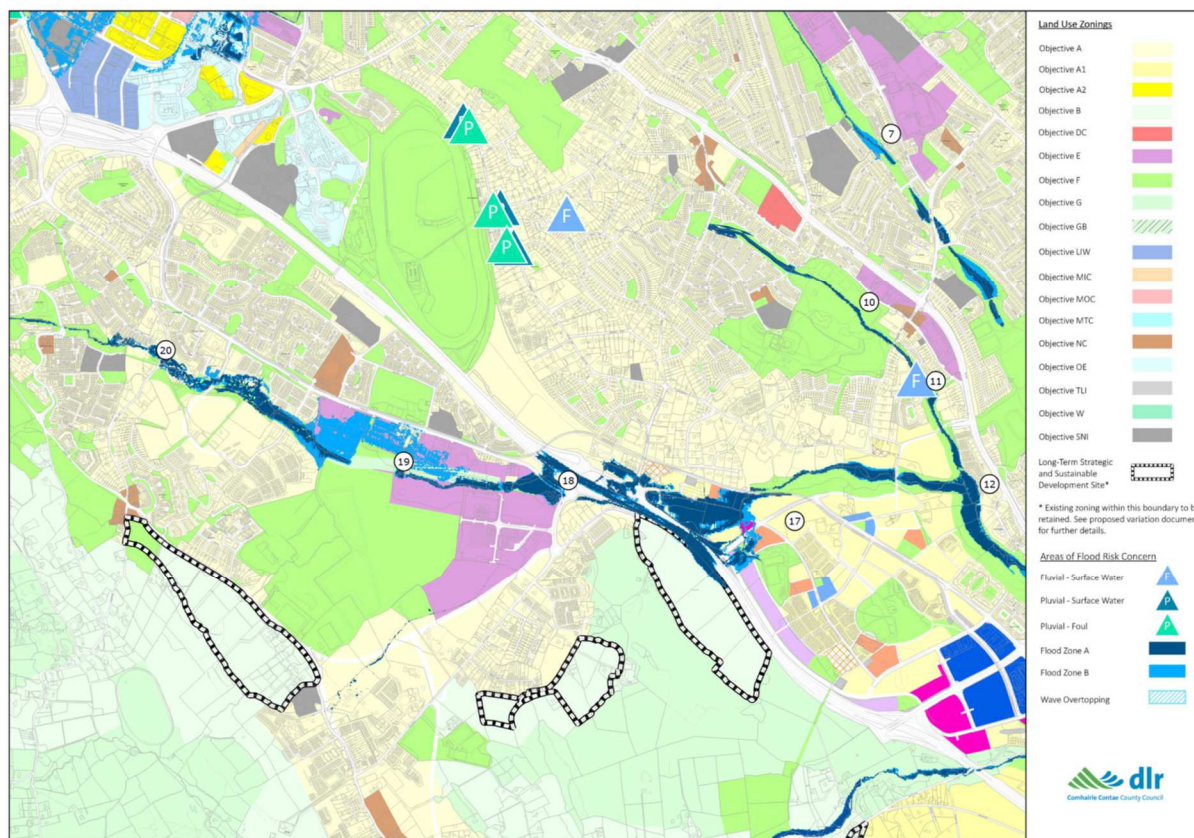 P
P
P
F
F
7
10
11
12
17
18
19
20
Land Use Zonings
Objective A
Objective A1
Objective A2
Objective B
Objective DC
Objective E
Objective F
Objective G
Objective GB
Objective LIW
Objective MIC
Objective MOC
Objective MTC
Objective NC
Objective OE
Objective TLI
Objective W
Objective SNI
Long-Term Strategic
and Sustainable
Development Site*
* Existing zoning within this boundary to b
retained. See proposed variation documen
for further details.
Areas of Flood Risk Concern
Fluvial - Surface Water F
Pluvial - Surface Water P
Pluvial - Foul P
Flood Zone A
Flood Zone B
Wave Overtopping
dlr
Comhairle Contae County Council